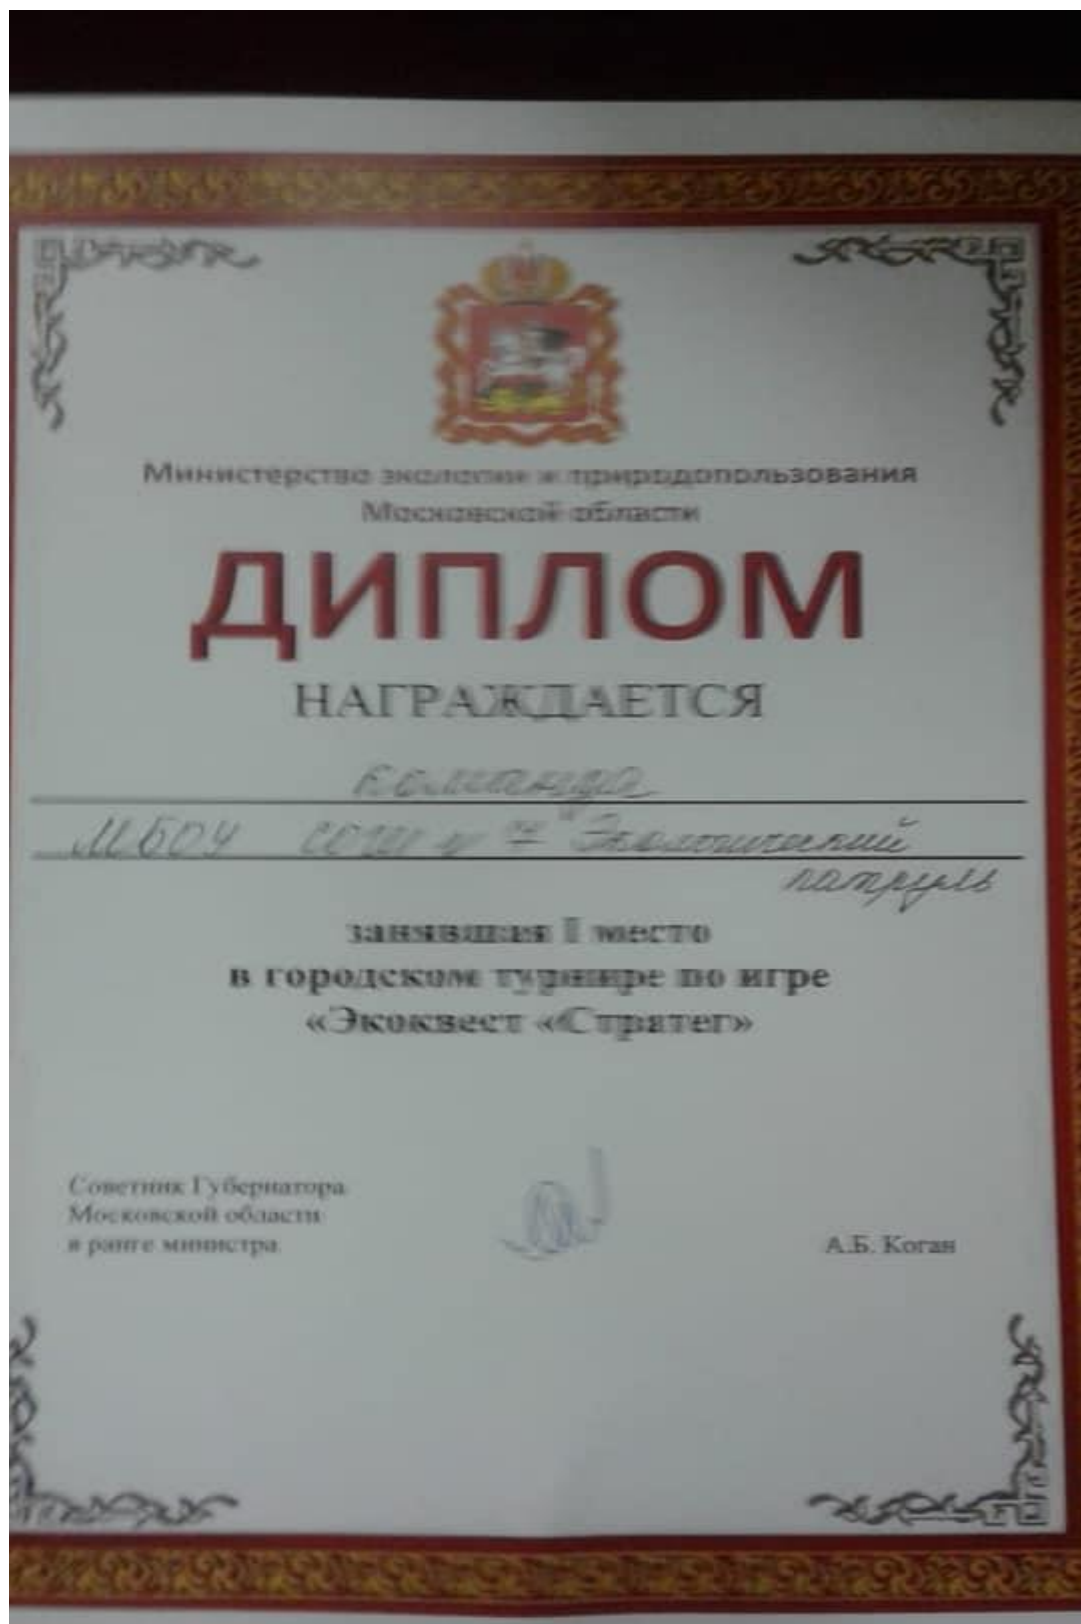 Министерство экологии и природопользования
Московской области
ДИПЛОМ
НАГРАЖДАЕТСЯ
команда
МБОУ СОШ № 7 "Экологический
патруль
занявшая I место
в городском турнире по игре
«Экоквест «Стратег»
Советник Губернатора
Московской области
в ранге министра
А.Б. Коган